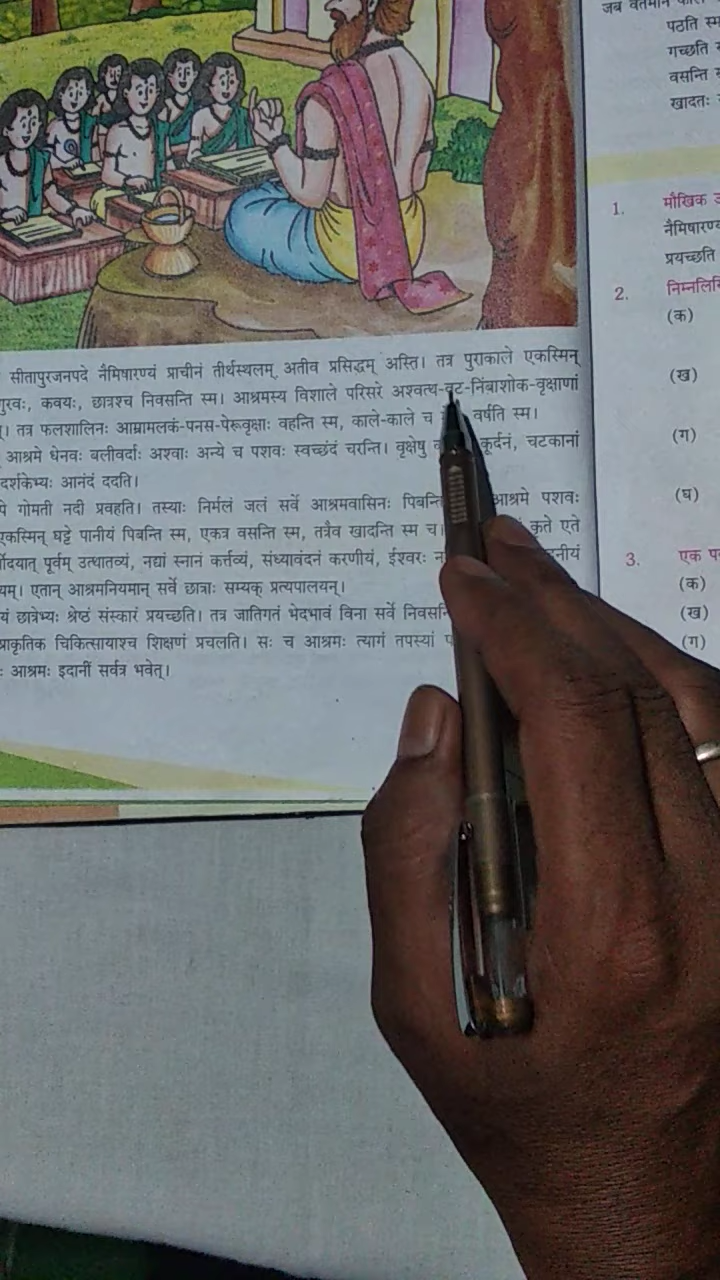 सीतापुरजनपदे नैमिषारण्यं प्राचीनं तीर्थस्थलम् अतीव प्रसिद्धम् अस्ति। तत्र पुराकाले एकस्मिन्
गुरवः, कवयः, छात्रश्च निवसन्ति स्म। आश्रमस्य विशाले परिसरे अश्वत्थ-वट-निंबाशोक-वृक्षाणां
तत्र फलशालिनः आम्रामलकं-पनस-पेरूवृक्षाः वहन्ति स्म, काले-काले च वर्षति स्म।
आश्रमे धेनवः बलीवर्दाः अश्वाः अन्ये च पशवः स्वच्छंदं चरन्ति। वृक्षेषु कूर्दनं, चटकानां
दर्शकेभ्यः आनंदं ददति।
गोमती नदी प्रवहति। तस्याः निर्मलं जलं सर्वे आश्रमवासिनः पिबन्ति आश्रमे पशवः
एकस्मिन् घट्टे पानीयं पिबन्ति स्म, एकत्र वसन्ति स्म, तत्रैव खादन्ति स्म च। कृते एते
पूर्वम् उत्थातव्यं, नद्यां स्नानं कर्त्तव्यं, संध्यावंदनं करणीयं, ईश्वरः
एतान् आश्रमनियमान् सर्वे छात्राः सम्यक् प्रत्यपालयन्।
छात्रेभ्यः श्रेष्ठं संस्कारं प्रयच्छति। तत्र जातिगतं भेदभावं विना सर्वे
प्राकृतिक चिकित्सायाश्च शिक्षणं प्रचलति। सः च आश्रमः त्यागं तपस्यां
आश्रमः इदानीं सर्वत्र भवेत्।
जब वर्तमान
पठति स्म
गच्छति
वसन्ति
खादतः
1. मौखिक
नैमिषारण्य
प्रयच्छति
2.
(क)
(ख)
(ग)
(घ)
3. एक
(क)
(ख)
(ग)